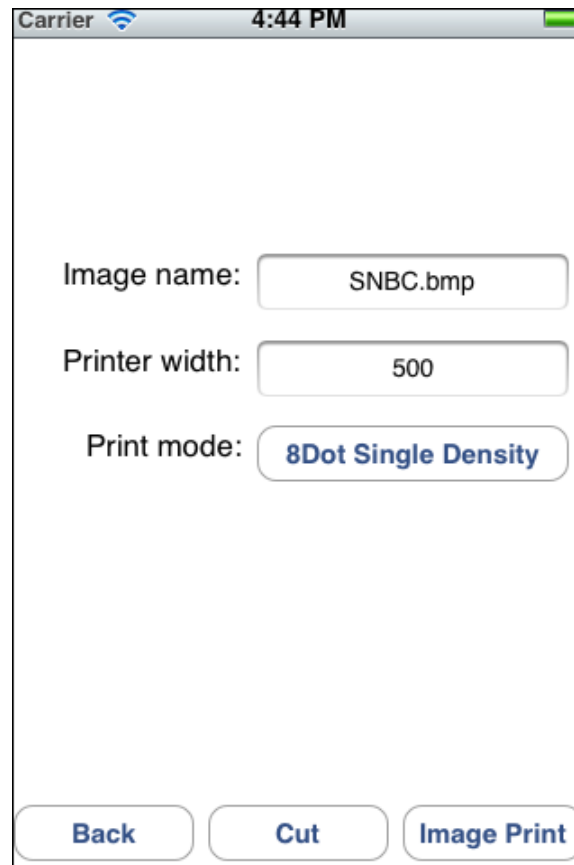 Carrier 4:44 PM
Image name: SNBC.bmp
Printer width: 500
Print mode: 8Dot Single Density
Back Cut Image Print